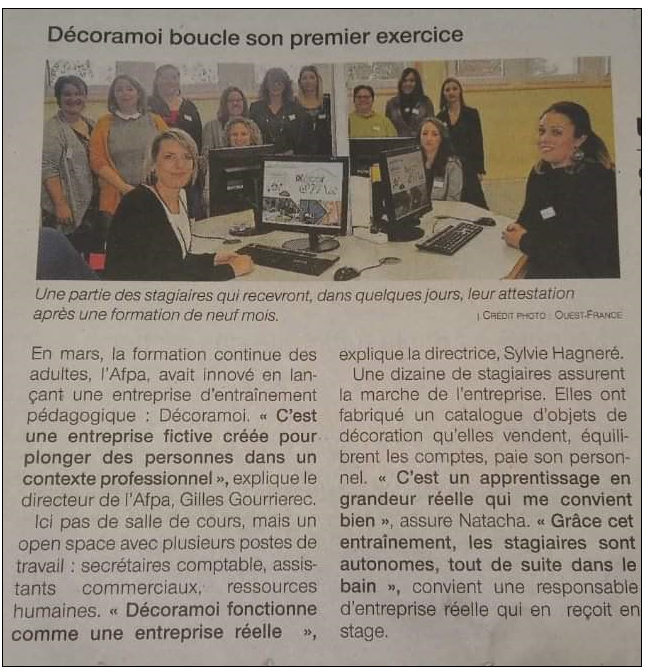 Décoramoi boucle son premier exercice
Une partie des stagiaires qui recevront, dans quelques jours, leur attestation
après une formation de neuf mois.
| CRÉDIT PHOTO : OUEST-FRANCE
En mars, la formation continue des
adultes, l'Afpa, avait innové en lan-
çant une entreprise d'entraînement
pédagogique : Décoramoi. « C'est
une entreprise fictive créée pour
plonger des personnes dans un
contexte professionnel », explique le
directeur de l'Afpa, Gilles Gourrierec.
Ici pas de salle de cours, mais un
open space avec plusieurs postes de
travail : secrétaires comptable, assis-
tants commerciaux, ressources
humaines. « Décoramoi fonctionne
comme une entreprise réelle »,
explique la directrice, Sylvie Hagneré.
Une dizaine de stagiaires assurent
la marche de l'entreprise. Elles ont
fabriqué un catalogue d'objets de
décoration qu'elles vendent, équili-
brent les comptes, paie son person-
nel. « C'est un apprentissage en
grandeur réelle qui me convient
bien », assure Natacha. « Grâce cet
entraînement, les stagiaires sont
autonomes, tout de suite dans le
bain », convient une responsable
d'entreprise réelle qui en reçoit en
stage.